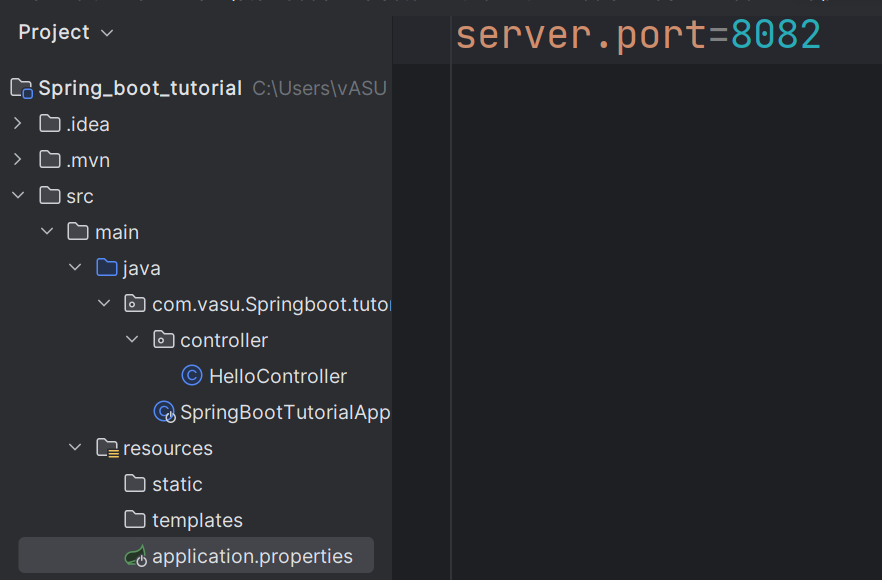 Project
server.port=8082
Spring_boot_tutorial C:\Users\vASU
.idea
.mvn
src
main
java
com.vasu.Springboot.tutor
controller
HelloController
SpringBootTutorialApp
resources
static
templates
application.properties